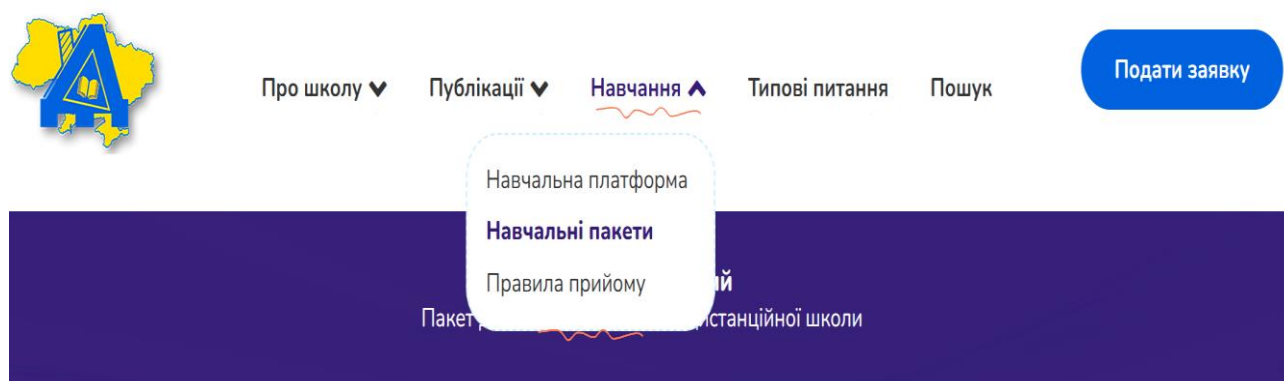 Про школу Публікації Навчання Типові питання Пошук Подати заявку
Навчальна платформа
Навчальні пакети
Правила прийому
Пакет дистанційної школи